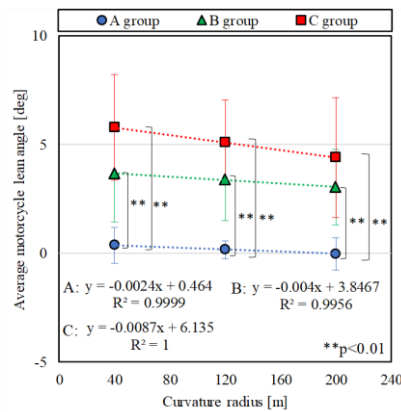 A group B group C group
10
5
0
-5
Average motorcycle lean angle [deg]
** **
** **
** **
A: y = -0.0024x + 0.464
R² = 0.9999
B: y = -0.004x + 3.8467
R² = 0.9956
C: y = -0.0087x + 6.135
R² = 1
**p<0.01
0 40 80 120 160 200 240
Curvature radius [m]